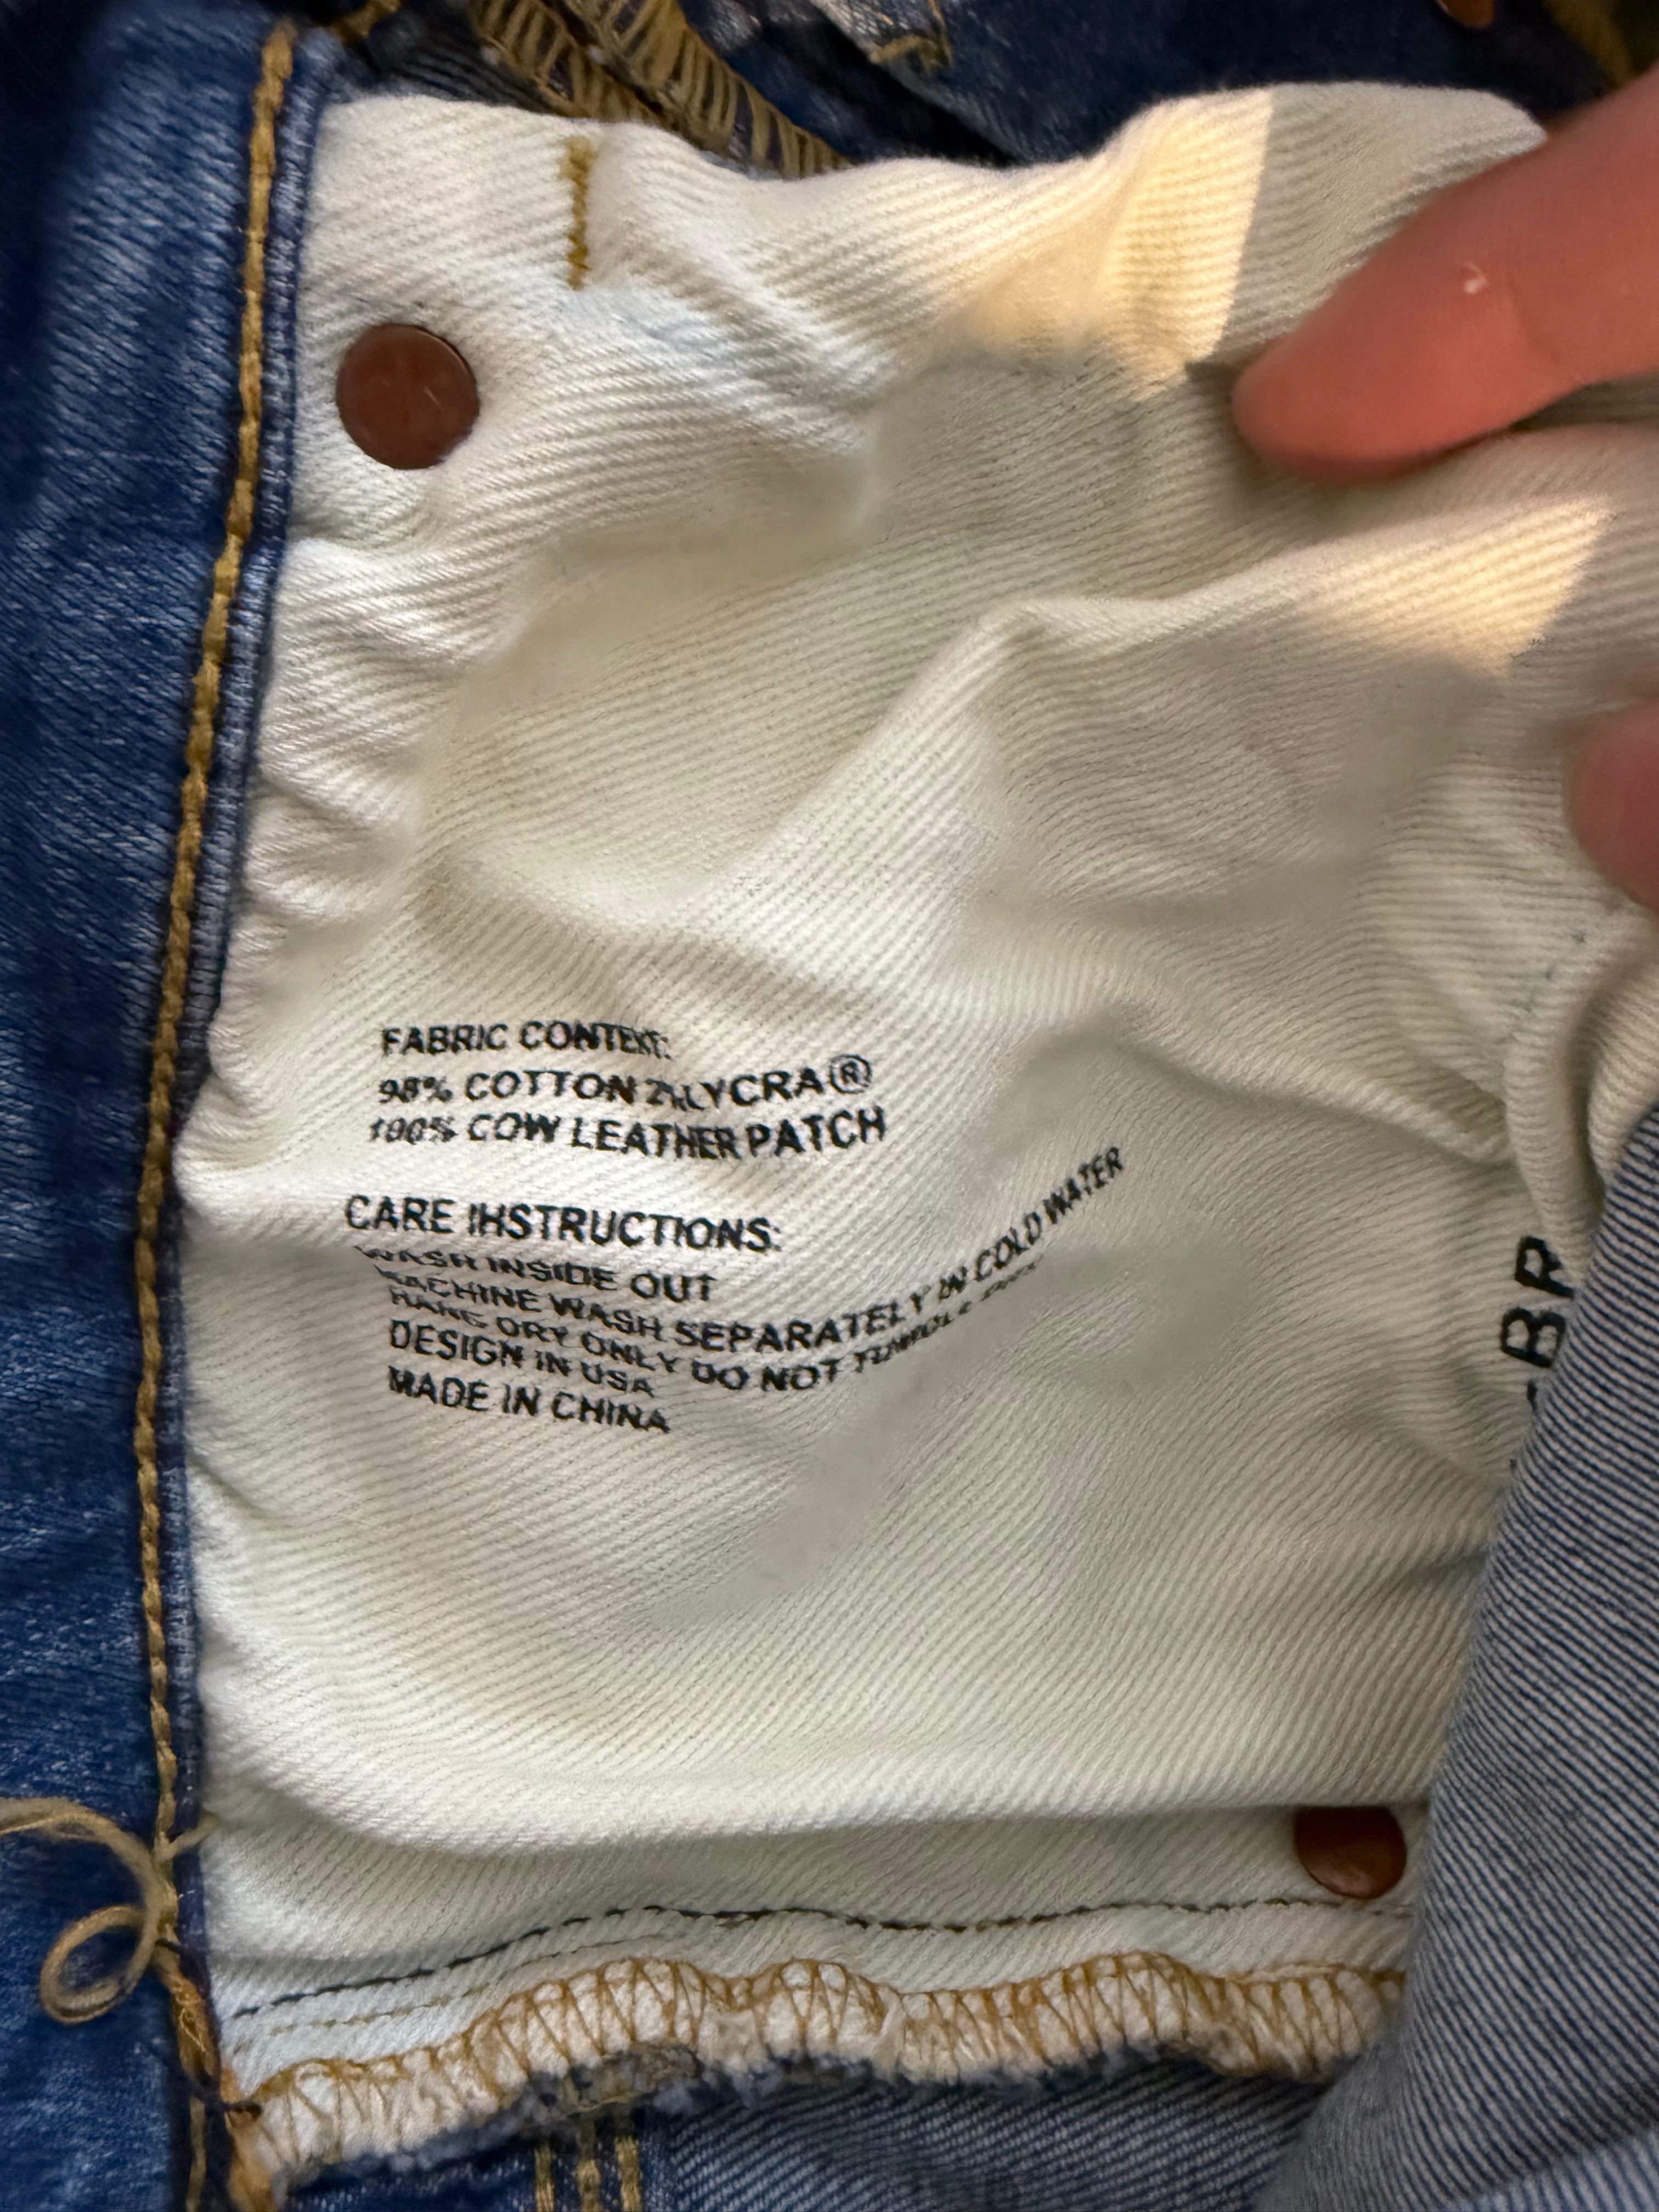 FABRIC CONTENT:
98% COTTON 2% LYCRA®
100% COW LEATHER PATCH
CARE INSTRUCTIONS:
WASH INSIDE OUT
MACHINE WASH SEPARATELY IN COLD WATER
HANG DRY ONLY DO NOT TUMBLE DRY
DESIGN IN USA
MADE IN CHINA